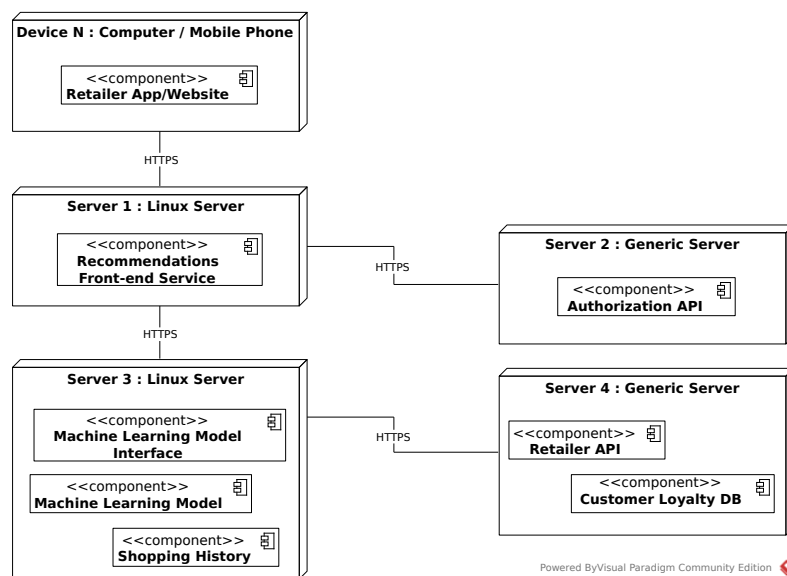 Device N : Computer / Mobile Phone
<<component>>
Retailer App/Website
HTTPS
Server 1 : Linux Server
<<component>>
Recommendations
Front-end Service
HTTPS
Server 2 : Generic Server
<<component>>
Authorization API
HTTPS
Server 3 : Linux Server
<<component>>
Machine Learning Model
Interface
<<component>>
Machine Learning Model
<<component>>
Shopping History
HTTPS
Server 4 : Generic Server
<<component>>
Retailer API
<<component>>
Customer Loyalty DB
Powered ByVisual Paradigm Community Edition